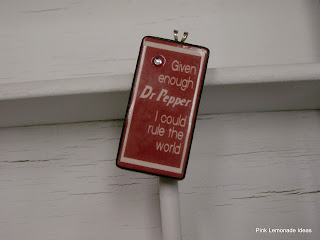 Given
enough
Dr Pepper
I could
rule the
world
Pink Lemonade Ideas